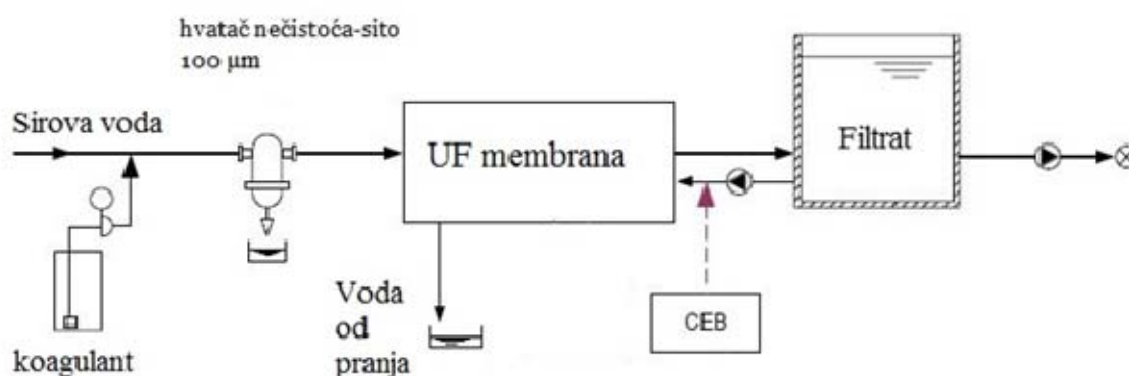 hvatač nečistoća-sito
100 μm
Sirova voda
UF membrana
Filtrat
Voda
od
pranja
CEB
koagulant